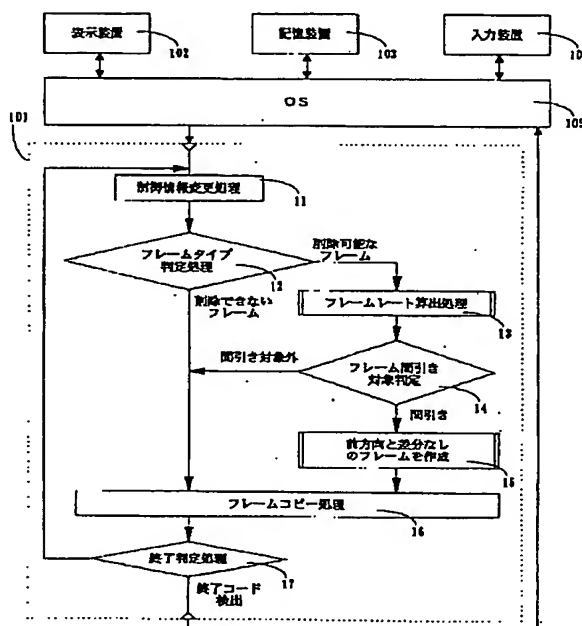 表示装置
102
記憶装置
103
入力装置
10
OS
105
101
制御情報変更処理
11
フレームタイプ
判定処理
12
削除可能な
フレーム
削除できない
フレーム
フレームレート算出処理
13
間引き対象外
フレーム間引き
対象判定
14
間引き
前方向と差分なし
のフレームを作成
15
フレームコピー処理
16
終了判定処理
17
終了コード
検出